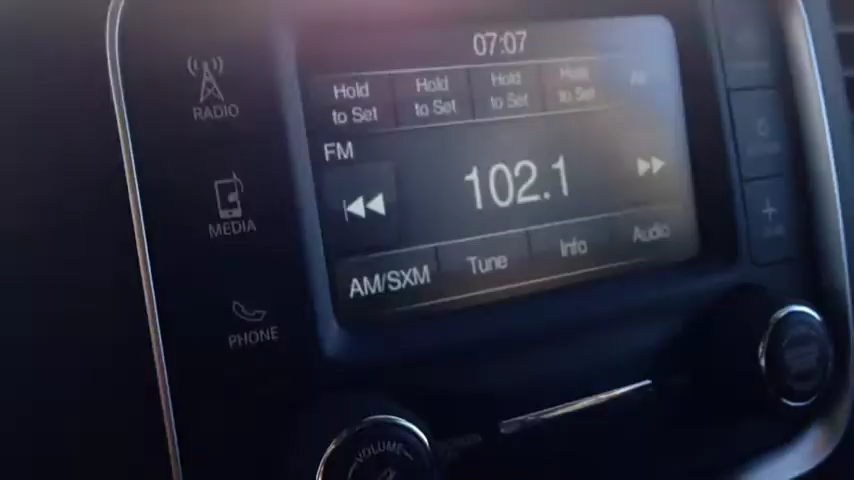 07:07
Hold to Set
Hold to Set
Hold to Set
Hold to Set
All
RADIO
FM
102.1
MEDIA
AM/SXM
Tune
Info
Audio
PHONE
VOLUME